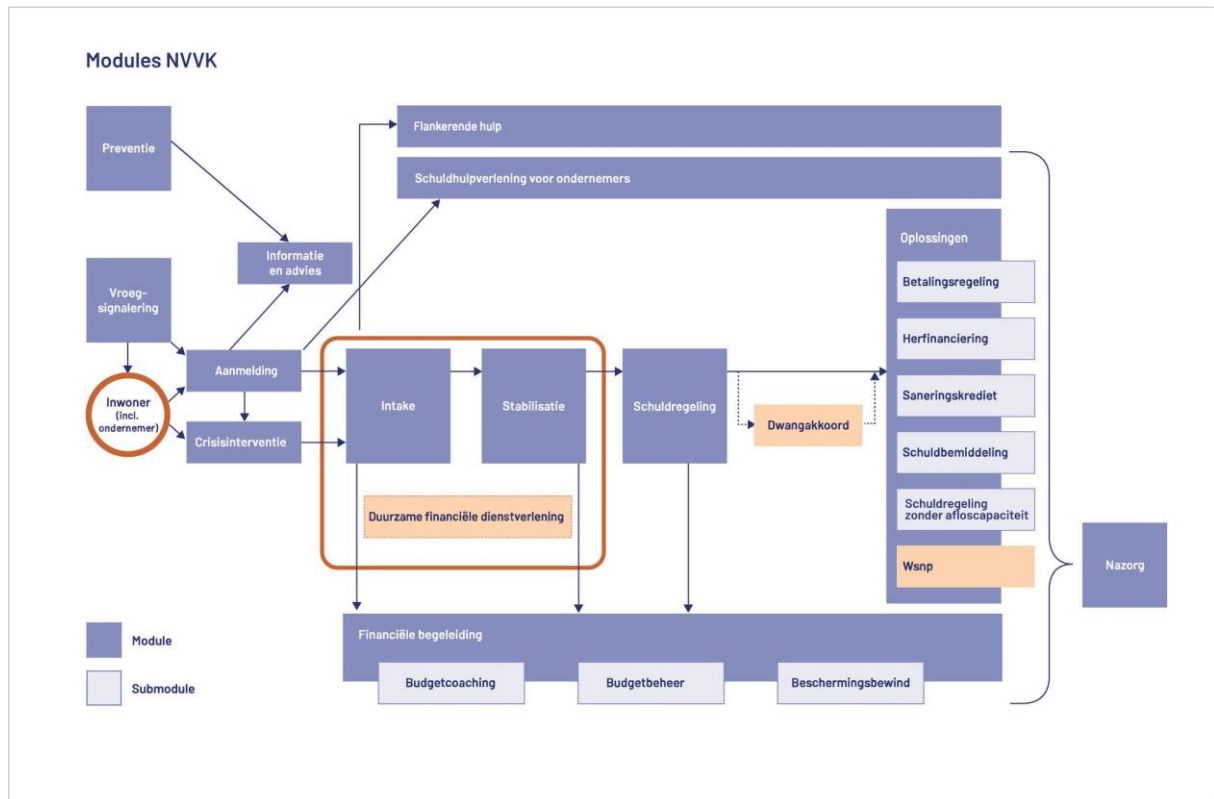 Modules NVVK
Preventie
Flankerende hulp
Schuldhulpverlening voor ondernemers
Informatie
en advies
Vroeg-
signalering
Oplossingen
Betalingsregeling
Herfinanciering
Saneringskrediet
Schuldbemiddeling
Schuldregeling
zonder afloscapaciteit
Wsnp
Aanmelding
Inwoner
(incl.
ondernemer)
Crisisinterventie
Intake
Stabilisatie
Schuldregeling
Dwangakkoord
Duurzame financiële dienstverlening
Nazorg
Financiële begeleiding
Budgetcoaching
Budgetbeheer
Beschermingsbewind
Module
Submodule